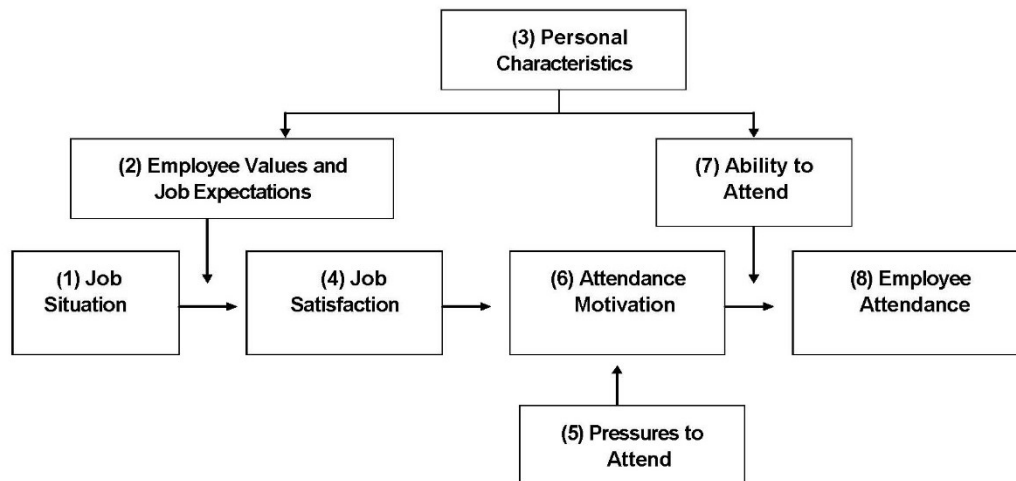 (3) Personal
Characteristics
(2) Employee Values and
Job Expectations
(7) Ability to
Attend
(1) Job
Situation
(4) Job
Satisfaction
(6) Attendance
Motivation
(8) Employee
Attendance
(5) Pressures to
Attend